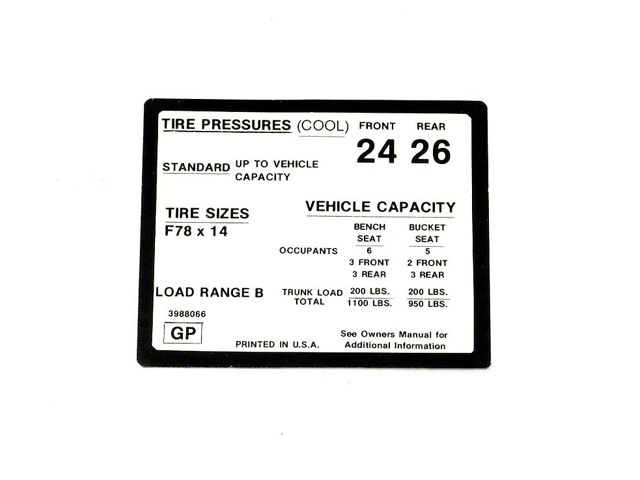 TIRE PRESSURES (COOL) FRONT REAR
24 26
STANDARD UP TO VEHICLE
CAPACITY
VEHICLE CAPACITY
TIRE SIZES
F78 x 14
BENCH BUCKET
SEAT SEAT
OCCUPANTS 6 5
3 FRONT 2 FRONT
3 REAR 3 REAR
LOAD RANGE B
TRUNK LOAD 200 LBS. 200 LBS.
TOTAL 1100 LBS. 950 LBS.
3988066
GP
See Owners Manual for
PRINTED IN U.S.A. Additional Information